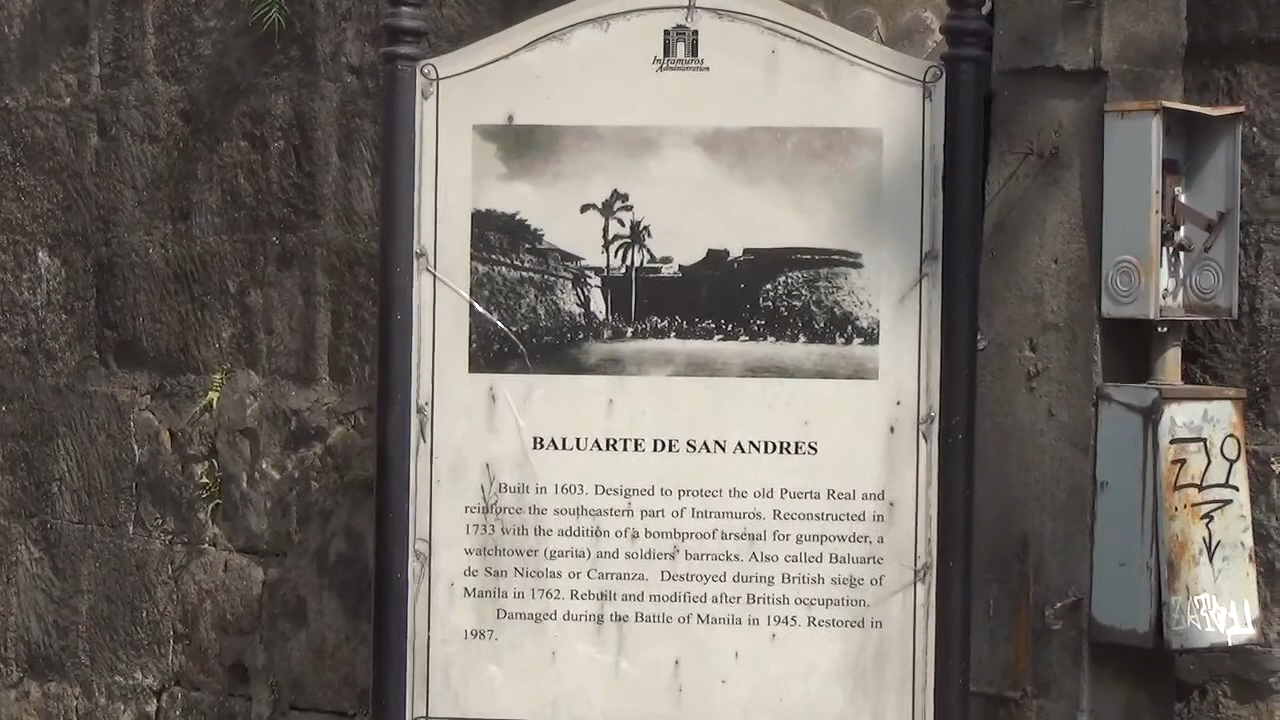 Intramuros
Administration
BALUARTE DE SAN ANDRES
Built in 1603. Designed to protect the old Puerta Real and
reinforce the southeastern part of Intramuros. Reconstructed in
1733 with the addition of a bombproof arsenal for gunpowder, a
watchtower (garita) and soldiers' barracks. Also called Baluarte
de San Nicolas or Carranza. Destroyed during British siege of
Manila in 1762. Rebuilt and modified after British occupation.
Damaged during the Battle of Manila in 1945. Restored in
1987.